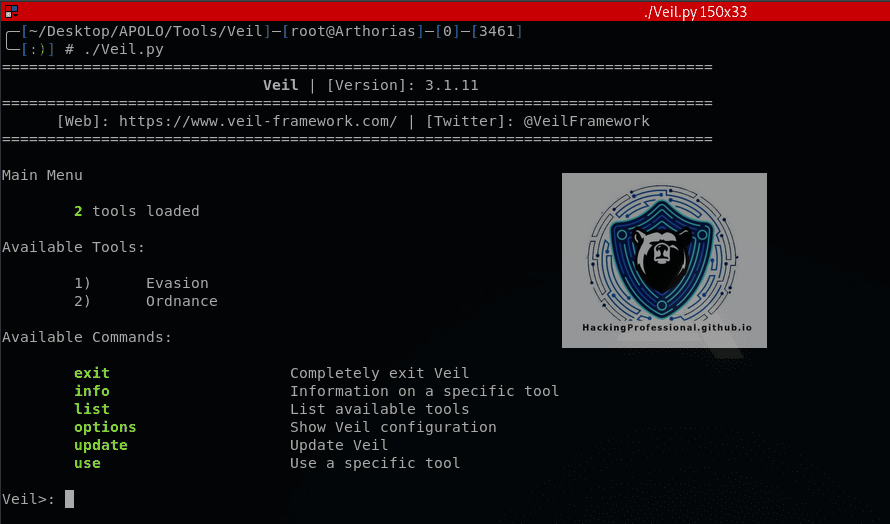 ./Veil.py 150x33
[~/Desktop/APOLO/Tools/Veil]—[root@Arthorias]—[0]—[3461]
[:)] # ./Veil.py
===============================================================================
Veil | [Version]: 3.1.11
===============================================================================
[Web]: https://www.veil-framework.com/ | [Twitter]: @VeilFramework
===============================================================================
Main Menu
2 tools loaded
Available Tools:
1) Evasion
2) Ordnance
HackingProfessional.github.io
Available Commands:
exit Completely exit Veil
info Information on a specific tool
list List available tools
options Show Veil configuration
update Update Veil
use Use a specific tool
Veil>: